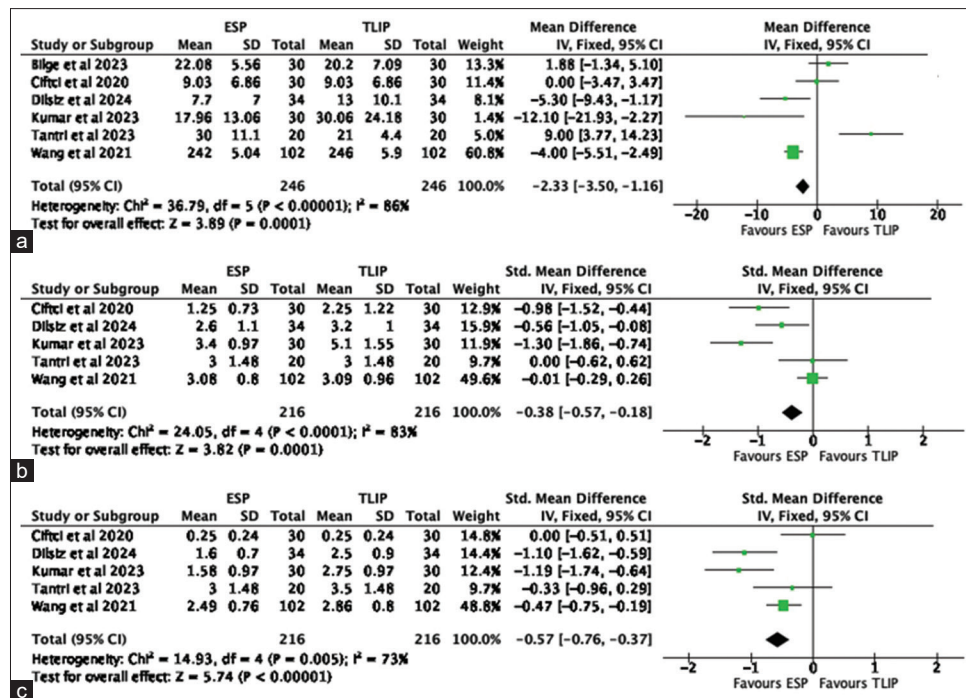 ESP TLIP Mean Difference Mean Difference
Study or Subgroup Mean SD Total Mean SD Total Weight IV, Fixed, 95% CI IV, Fixed, 95% CI
Bilge et al 2023 22.08 5.56 30 20.2 7.09 30 13.3% 1.88 [-1.34, 5.10]
Ciftci et al 2020 9.03 6.86 30 9.03 6.86 30 11.4% 0.00 [-3.47, 3.47]
Dilsiz et al 2024 7.7 7 34 13 10.1 34 8.1% -5.30 [-9.43, -1.17]
Kumar et al 2023 17.96 13.06 30 30.06 24.18 30 1.4% -12.10 [-21.93, -2.27]
Tantri et al 2023 30 11.1 20 21 4.4 20 5.0% 9.00 [3.77, 14.23]
Wang et al 2021 242 5.04 102 246 5.9 102 60.8% -4.00 [-5.51, -2.49]
Total (95% CI) 246 246 100.0% -2.33 [-3.50, -1.16]
Heterogeneity: Chi² = 36.79, df = 5 (P < 0.00001); I² = 86%
Test for overall effect: Z = 3.89 (P = 0.0001)
-20 -10 0 10 20
Favours ESP Favours TLIP
a
ESP TLIP Std. Mean Difference Std. Mean Difference
Study or Subgroup Mean SD Total Mean SD Total Weight IV, Fixed, 95% CI IV, Fixed, 95% CI
Ciftci et al 2020 1.25 0.73 30 2.25 1.22 30 12.9% -0.98 [-1.52, -0.44]
Dilsiz et al 2024 2.6 1.1 34 3.2 1 34 15.9% -0.56 [-1.05, -0.08]
Kumar et al 2023 3.4 0.97 30 5.1 1.55 30 11.9% -1.30 [-1.86, -0.74]
Tantri et al 2023 3 1.48 20 3 1.48 20 9.7% 0.00 [-0.62, 0.62]
Wang et al 2021 3.08 0.8 102 3.09 0.96 102 49.6% -0.01 [-0.29, 0.26]
Total (95% CI) 216 216 100.0% -0.38 [-0.57, -0.18]
Heterogeneity: Chi² = 24.05, df = 4 (P < 0.0001); I² = 83%
Test for overall effect: Z = 3.82 (P = 0.0001)
-2 -1 0 1 2
Favours ESP Favours TLIP
b
ESP TLIP Std. Mean Difference Std. Mean Difference
Study or Subgroup Mean SD Total Mean SD Total Weight IV, Fixed, 95% CI IV, Fixed, 95% CI
Ciftci et al 2020 0.25 0.24 30 0.25 0.24 30 14.8% 0.00 [-0.51, 0.51]
Dilsiz et al 2024 1.6 0.7 34 2.5 0.9 34 14.4% -1.10 [-1.62, -0.59]
Kumar et al 2023 1.58 0.97 30 2.75 0.97 30 12.4% -1.19 [-1.74, -0.64]
Tantri et al 2023 3 1.48 20 3.5 1.48 20 9.7% -0.33 [-0.96, 0.29]
Wang et al 2021 2.49 0.76 102 2.86 0.8 102 48.8% -0.47 [-0.75, -0.19]
Total (95% CI) 216 216 100.0% -0.57 [-0.76, -0.37]
Heterogeneity: Chi² = 14.93, df = 4 (P = 0.005); I² = 73%
Test for overall effect: Z = 5.74 (P < 0.00001)
-2 -1 0 1 2
Favours ESP Favours TLIP
c